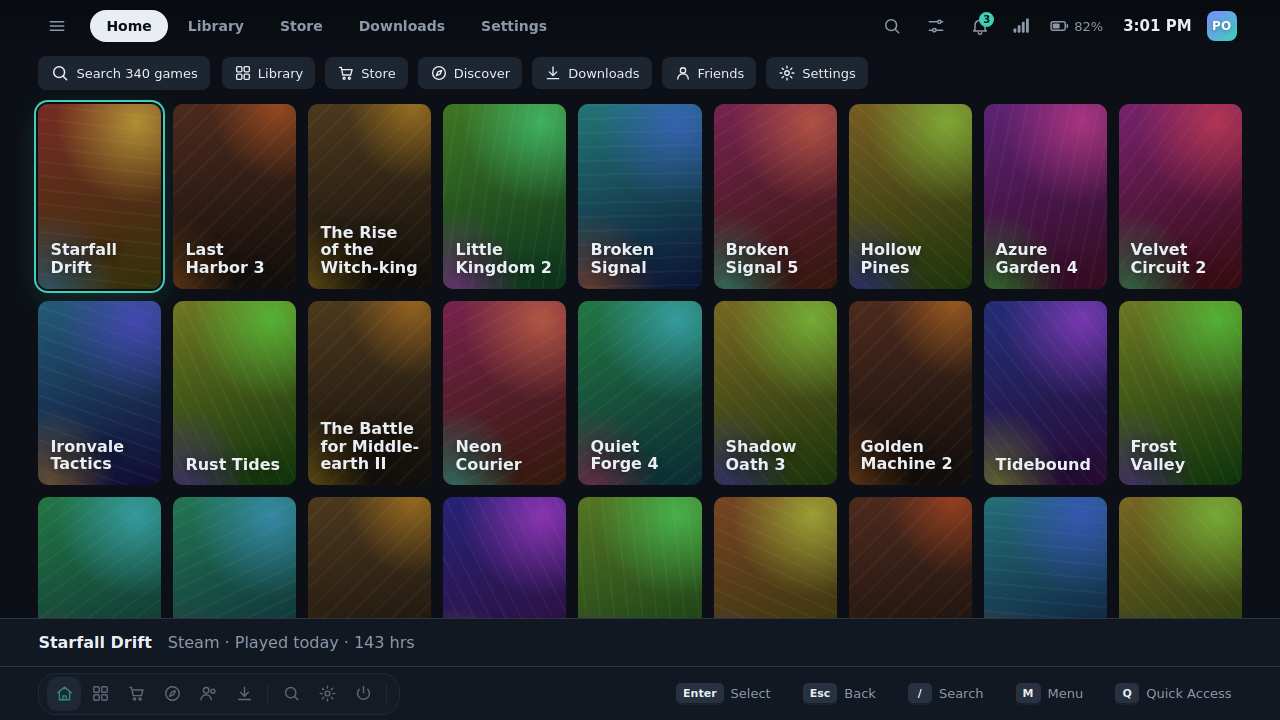 Home
Library
Store
Downloads
Settings
3
82%
3:01 PM
PO
Search 340 games
Library
Store
Discover
Downloads
Friends
Settings
Starfall
Drift
Last
Harbor 3
The Rise
of the
Witch-king
Little
Kingdom 2
Broken
Signal
Broken
Signal 5
Hollow
Pines
Azure
Garden 4
Velvet
Circuit 2
Ironvale
Tactics
Rust Tides
The Battle
for Middle-
earth II
Neon
Courier
Quiet
Forge 4
Shadow
Oath 3
Golden
Machine 2
Tidebound
Frost
Valley
Starfall Drift Steam · Played today · 143 hrs
Enter Select
Esc Back
/ Search
M Menu
Q Quick Access